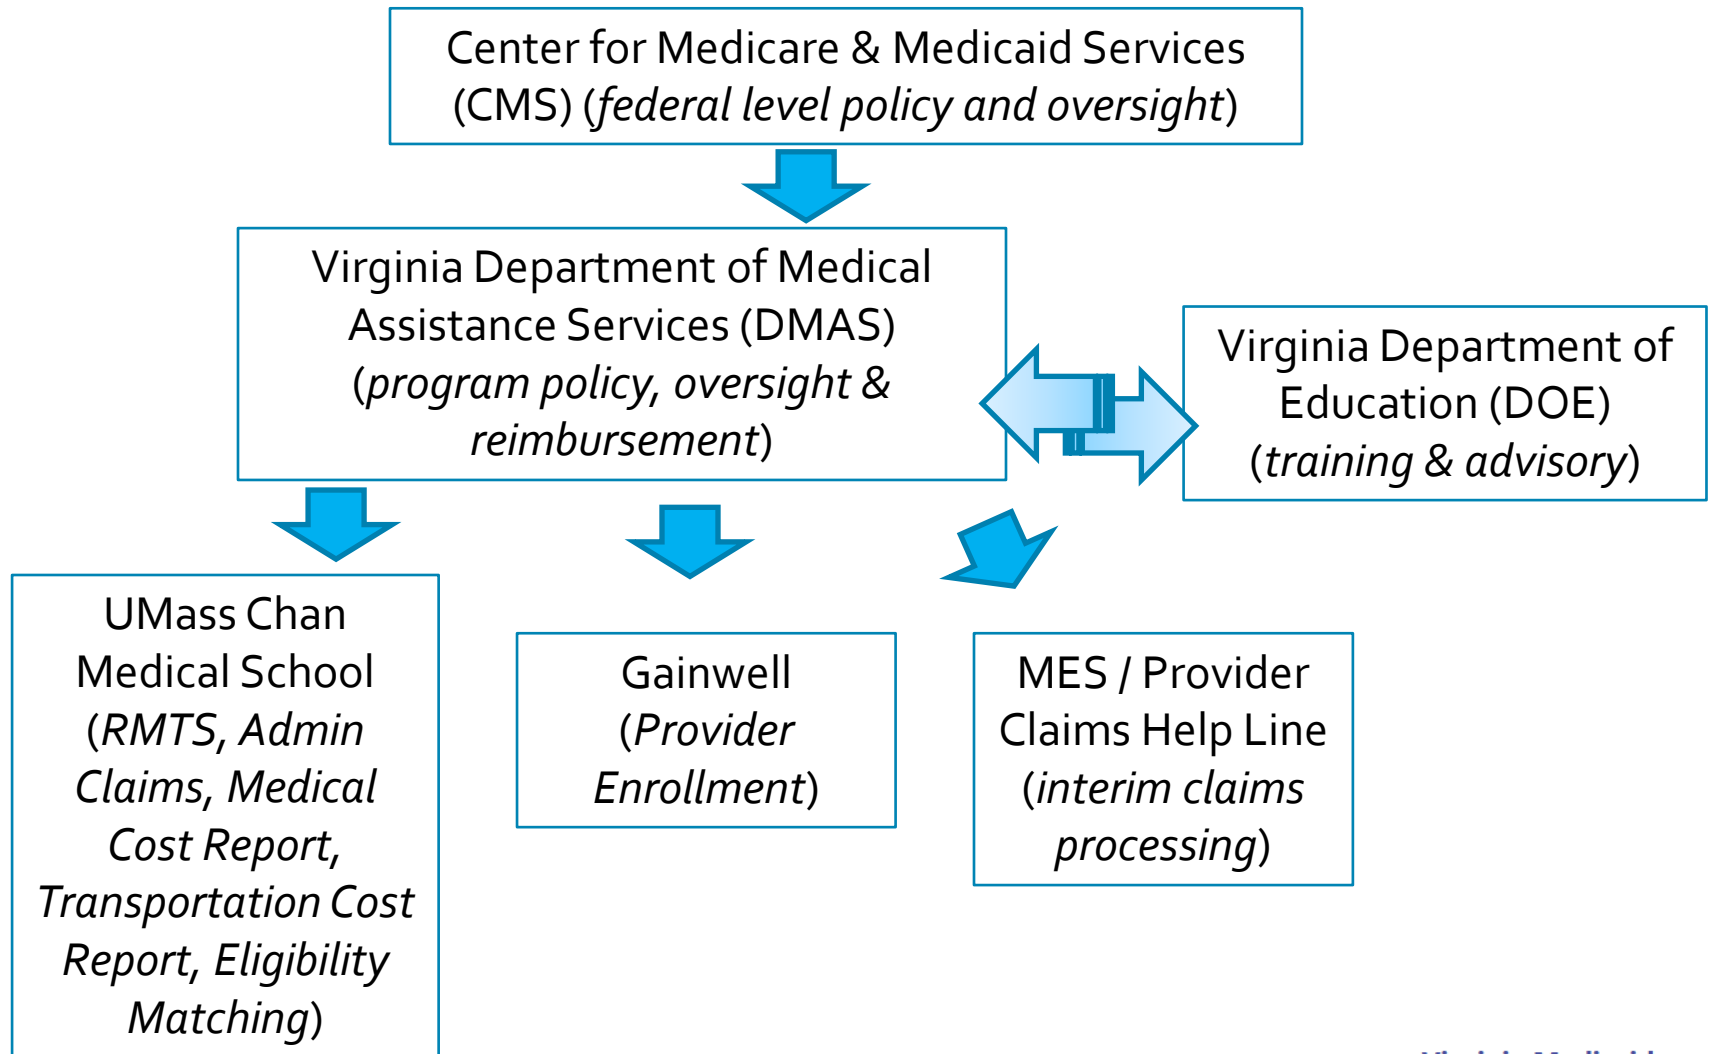 Center for Medicare & Medicaid Services
(CMS) (federal level policy and oversight)
Virginia Department of Medical
Assistance Services (DMAS)
(program policy, oversight &
reimbursement)
Virginia Department of
Education (DOE)
(training & advisory)
UMass Chan
Medical School
(RMTS, Admin
Claims, Medical
Cost Report,
Transportation Cost
Report, Eligibility
Matching)
Gainwell
(Provider
Enrollment)
MES / Provider
Claims Help Line
(interim claims
processing)